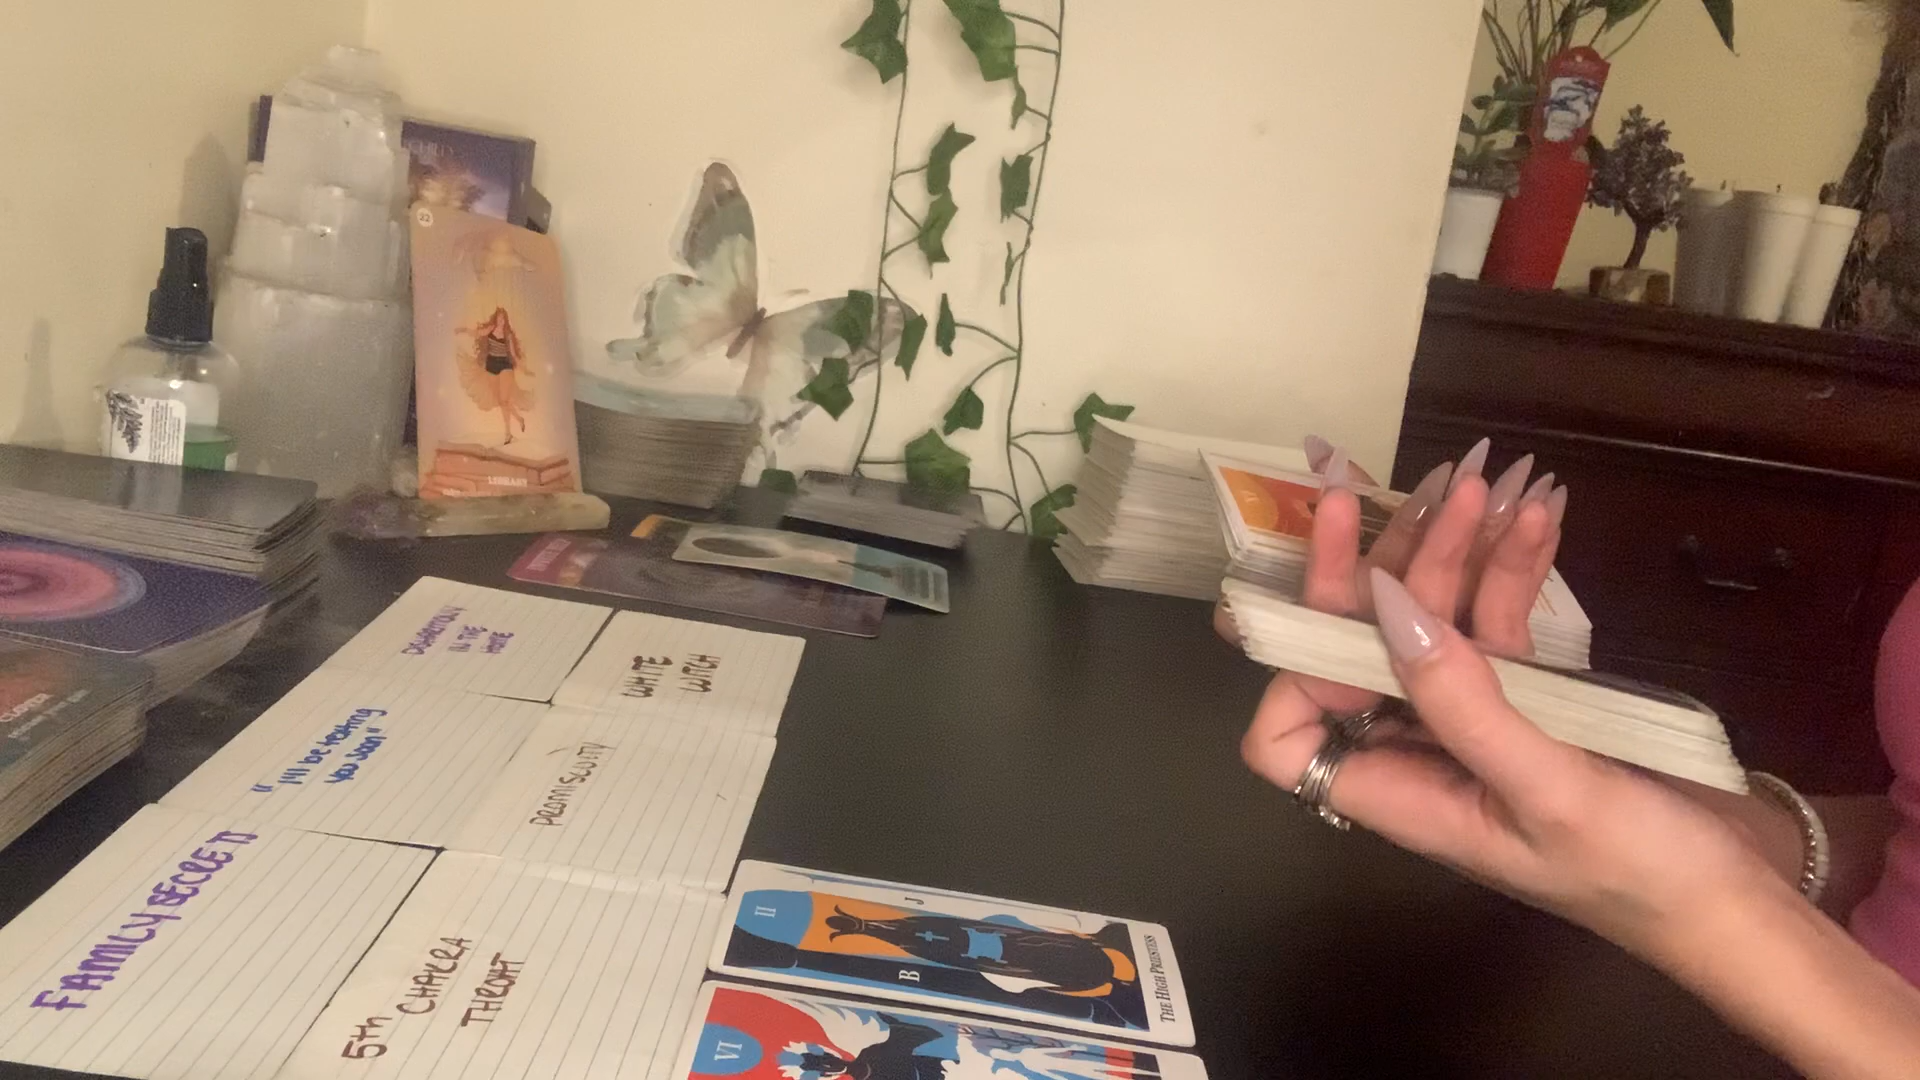 22
LIBRARY
IN THE
HOME
WHITE
WITCH
"I'll be texting
you soon"
PROMISCUITY
FAMILY SECRETS
5th CHAKRA
THROAT
II
J
B
THE HIGH PRIESTESS
VI